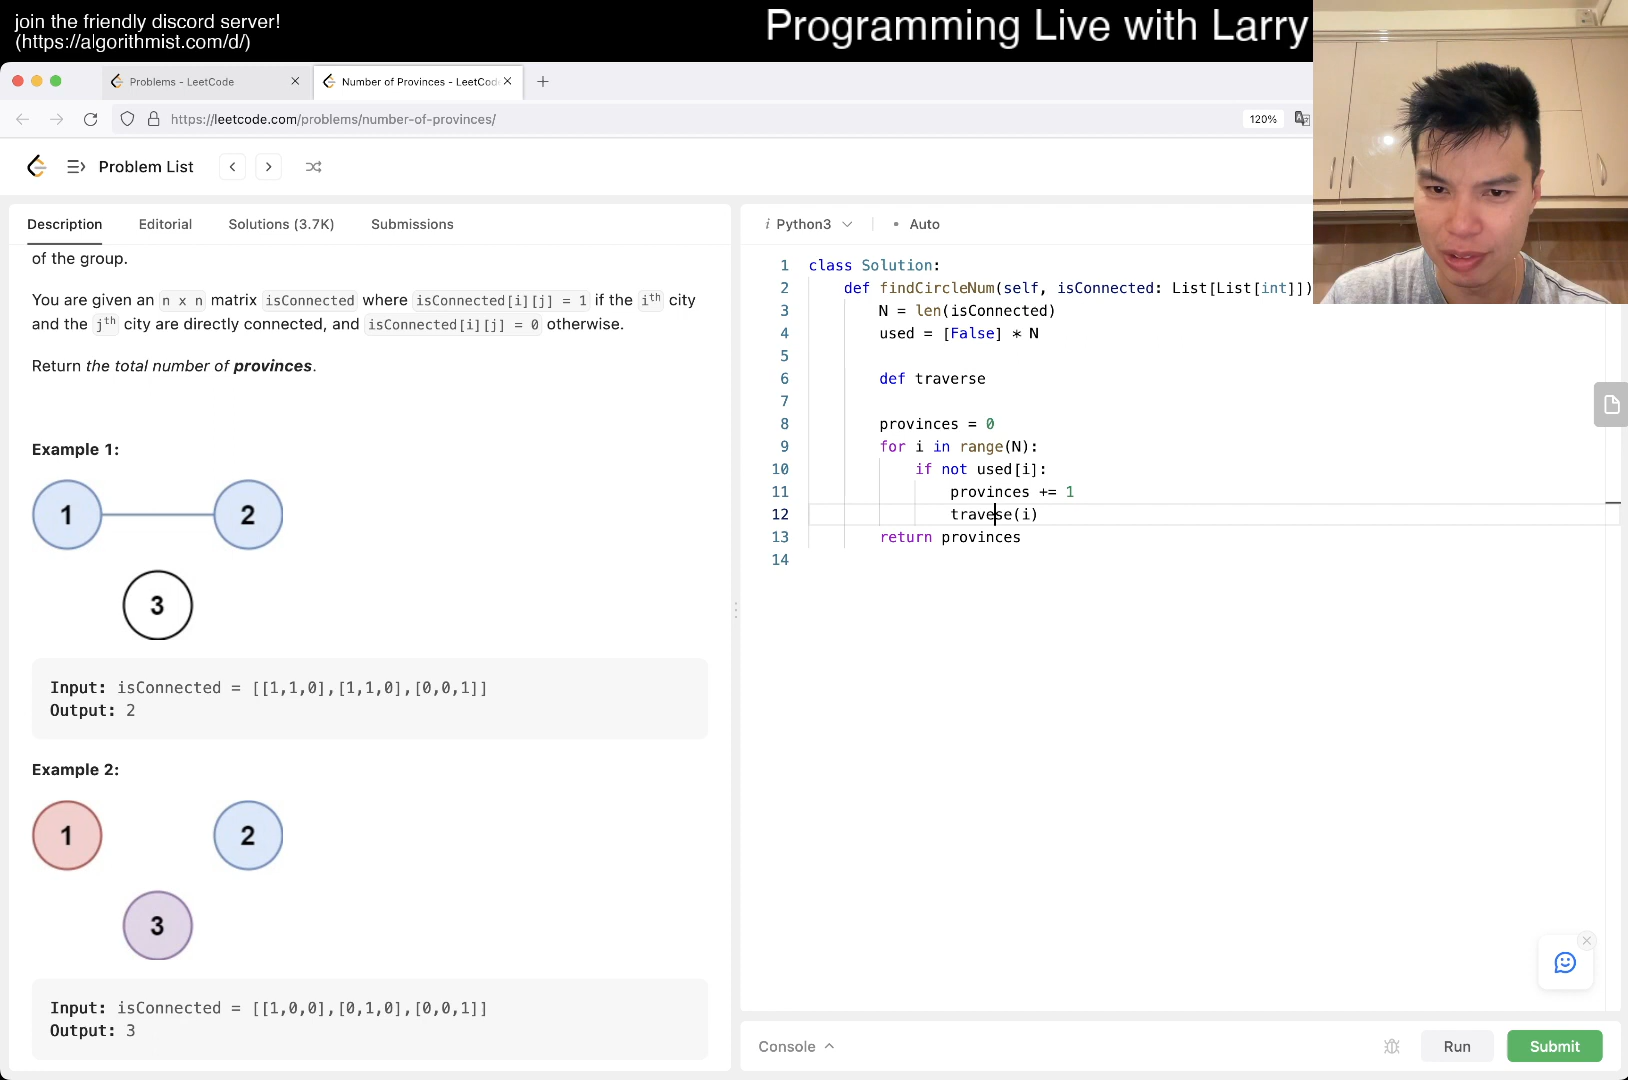 join the friendly discord server!
(https://algorithmist.com/d/)
Programming Live with Larry
Problems - LeetCode
Number of Provinces - LeetCod
https://leetcode.com/problems/number-of-provinces/
120%
Problem List
Description
Editorial
Solutions (3.7K)
Submissions
of the group.
You are given an n x n matrix isConnected where isConnected[i][j] = 1 if the ith city
and the jth city are directly connected, and isConnected[i][j] = 0 otherwise.
Return the total number of provinces.
Example 1:
1
2
3
Input: isConnected = [[1,1,0],[1,1,0],[0,0,1]]
Output: 2
Example 2:
1
2
3
Input: isConnected = [[1,0,0],[0,1,0],[0,0,1]]
Output: 3
i Python3
Auto
1 class Solution:
2 def findCircleNum(self, isConnected: List[List[int]])
3 N = len(isConnected)
4 used = [False] * N
5
6 def traverse
7
8 provinces = 0
9 for i in range(N):
10 if not used[i]:
11 provinces += 1
12 travese(i)
13 return provinces
14
Console
Run
Submit